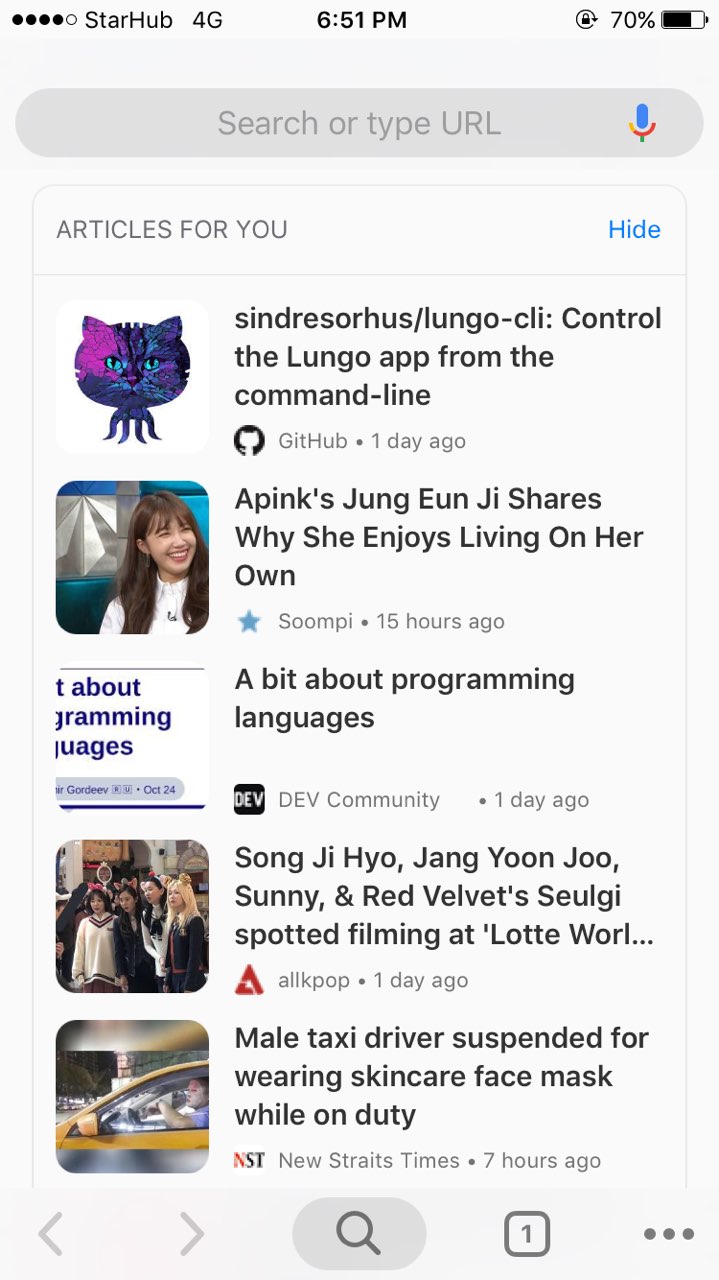 StarHub 4G 6:51 PM 70%
Search or type URL
ARTICLES FOR YOU Hide
sindresorhus/lungo-cli: Control
the Lungo app from the
command-line
GitHub • 1 day ago
Apink's Jung Eun Ji Shares
Why She Enjoys Living On Her
Own
Soompi • 15 hours ago
t about
gramming
guages
ir Gordeev RU • Oct 24
A bit about programming
languages
DEV DEV Community • 1 day ago
Song Ji Hyo, Jang Yoon Joo,
Sunny, & Red Velvet's Seulgi
spotted filming at 'Lotte Worl...
allkpop • 1 day ago
Male taxi driver suspended for
wearing skincare face mask
while on duty
NST New Straits Times • 7 hours ago
1